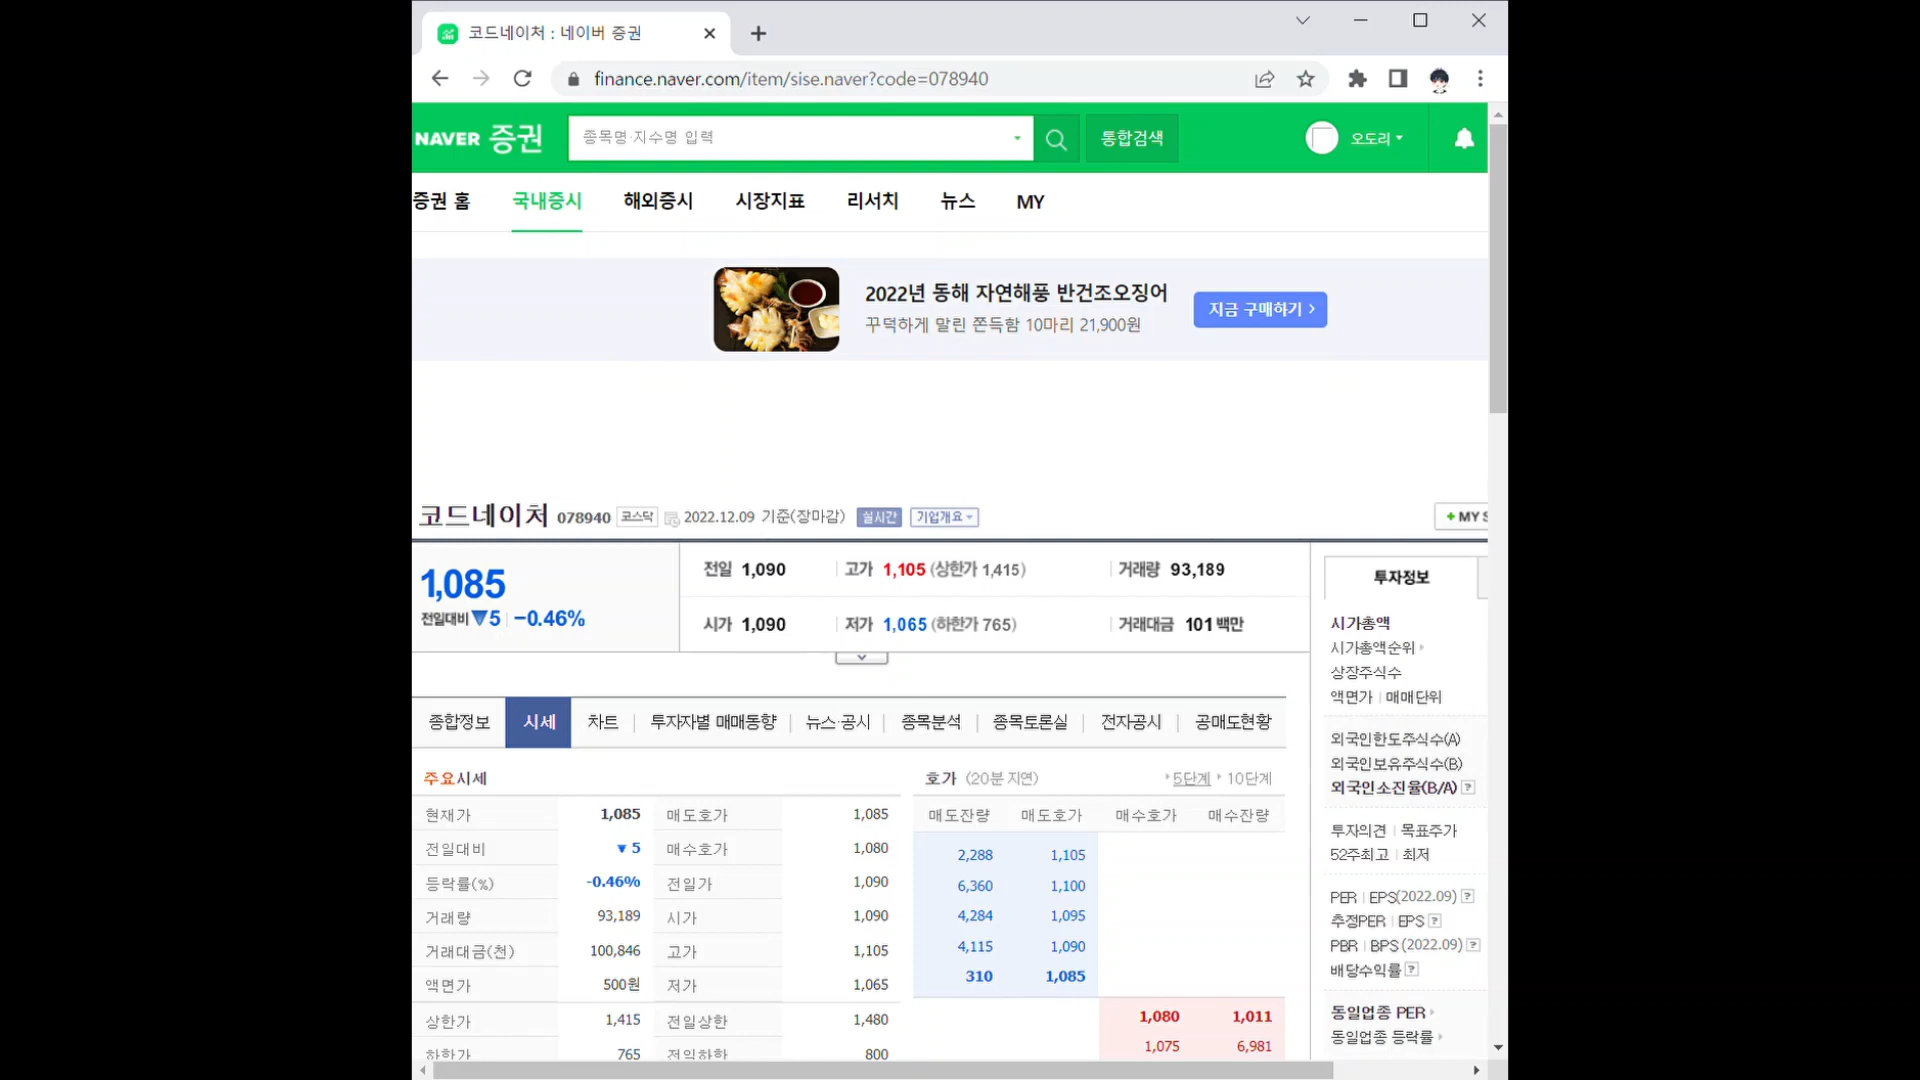 코드네이처 : 네이버 증권
finance.naver.com/item/sise.naver?code=078940
NAVER 증권
종목명·지수명 입력
통합검색
오도리
증권 홈 국내증시 해외증시 시장지표 리서치 뉴스 MY
2022년 동해 자연해풍 반건조오징어
꾸덕하게 말린 쫀득함 10마리 21,900원
지금 구매하기 >
코드네이처 078940 코스닥 2022.12.09 기준(장마감) 실시간 기업개요
+ MY S
1,085
전일대비 ▼5 | -0.46%
전일 1,090 고가 1,105 (상한가 1,415) 거래량 93,189
시가 1,090 저가 1,065 (하한가 765) 거래대금 101 백만
투자정보
시가총액
시가총액순위
상장주식수
액면가 | 매매단위
외국인한도주식수(A)
외국인보유주식수(B)
외국인소진율(B/A) ?
투자의견 | 목표주가
52주최고 | 최저
PER | EPS(2022.09) ?
추정PER | EPS ?
PBR | BPS (2022.09) ?
배당수익률 ?
동일업종 PER
동일업종 등락률
종합정보 시세 차트 투자자별 매매동향 뉴스·공시 종목분석 종목토론실 전자공시 공매도현황
주요시세
현재가 1,085 매도호가 1,085
전일대비 ▼ 5 매수호가 1,080
등락률(%) -0.46% 전일가 1,090
거래량 93,189 시가 1,090
거래대금(천) 100,846 고가 1,105
액면가 500원 저가 1,065
상한가 1,415 전일상한 1,480
하한가 765 전일하한 800
호가 (20분 지연) 5단계 10단계
매도잔량 매도호가 매수호가 매수잔량
2,288 1,105
6,360 1,100
4,284 1,095
4,115 1,090
310 1,085
1,080 1,011
1,075 6,981